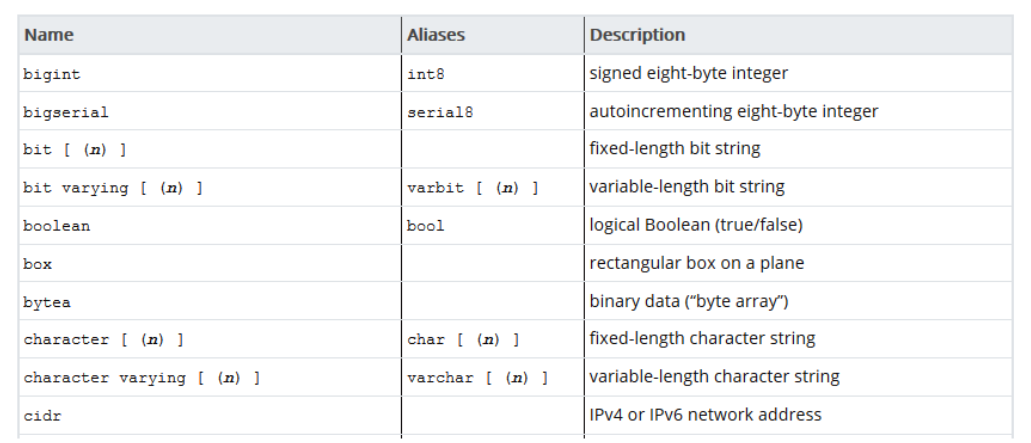 Name Aliases Description
bigint int8 signed eight-byte integer
bigserial serial8 autoincrementing eight-byte integer
bit [ (n) ] fixed-length bit string
bit varying [ (n) ] varbit [ (n) ] variable-length bit string
boolean bool logical Boolean (true/false)
box rectangular box on a plane
bytea binary data (“byte array”)
character [ (n) ] char [ (n) ] fixed-length character string
character varying [ (n) ] varchar [ (n) ] variable-length character string
cidr IPv4 or IPv6 network address